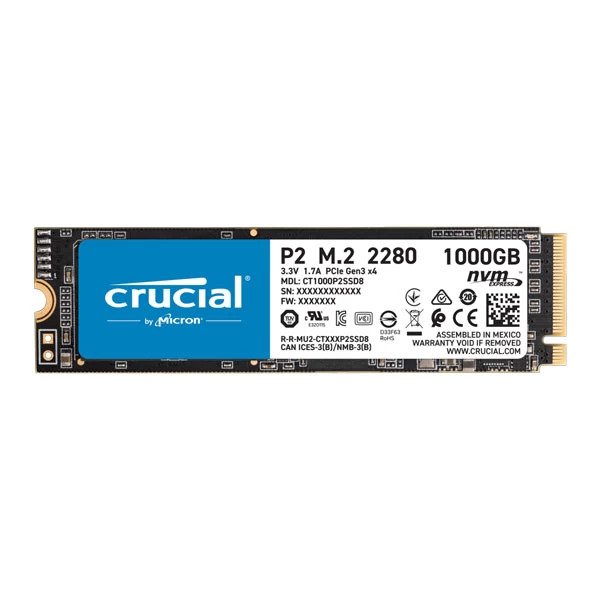 crucial
by Micron®
P2 M.2 2280 1000GB
3.3V 1.7A PCIe Gen3 x4
MDL: CT1000P2SSD8
SN: XXXXXXXXXXXX
FW: XXXXXXX
nvm
EXPRESS
E32011S
D33F63
RoHS
20
R-R-MU2-CTXXXP2SSD8
CAN ICES-3(B)/NMB-3(B)
ASSEMBLED IN MEXICO
WARRANTY VOID IF REMOVED
WWW.CRUCIAL.COM